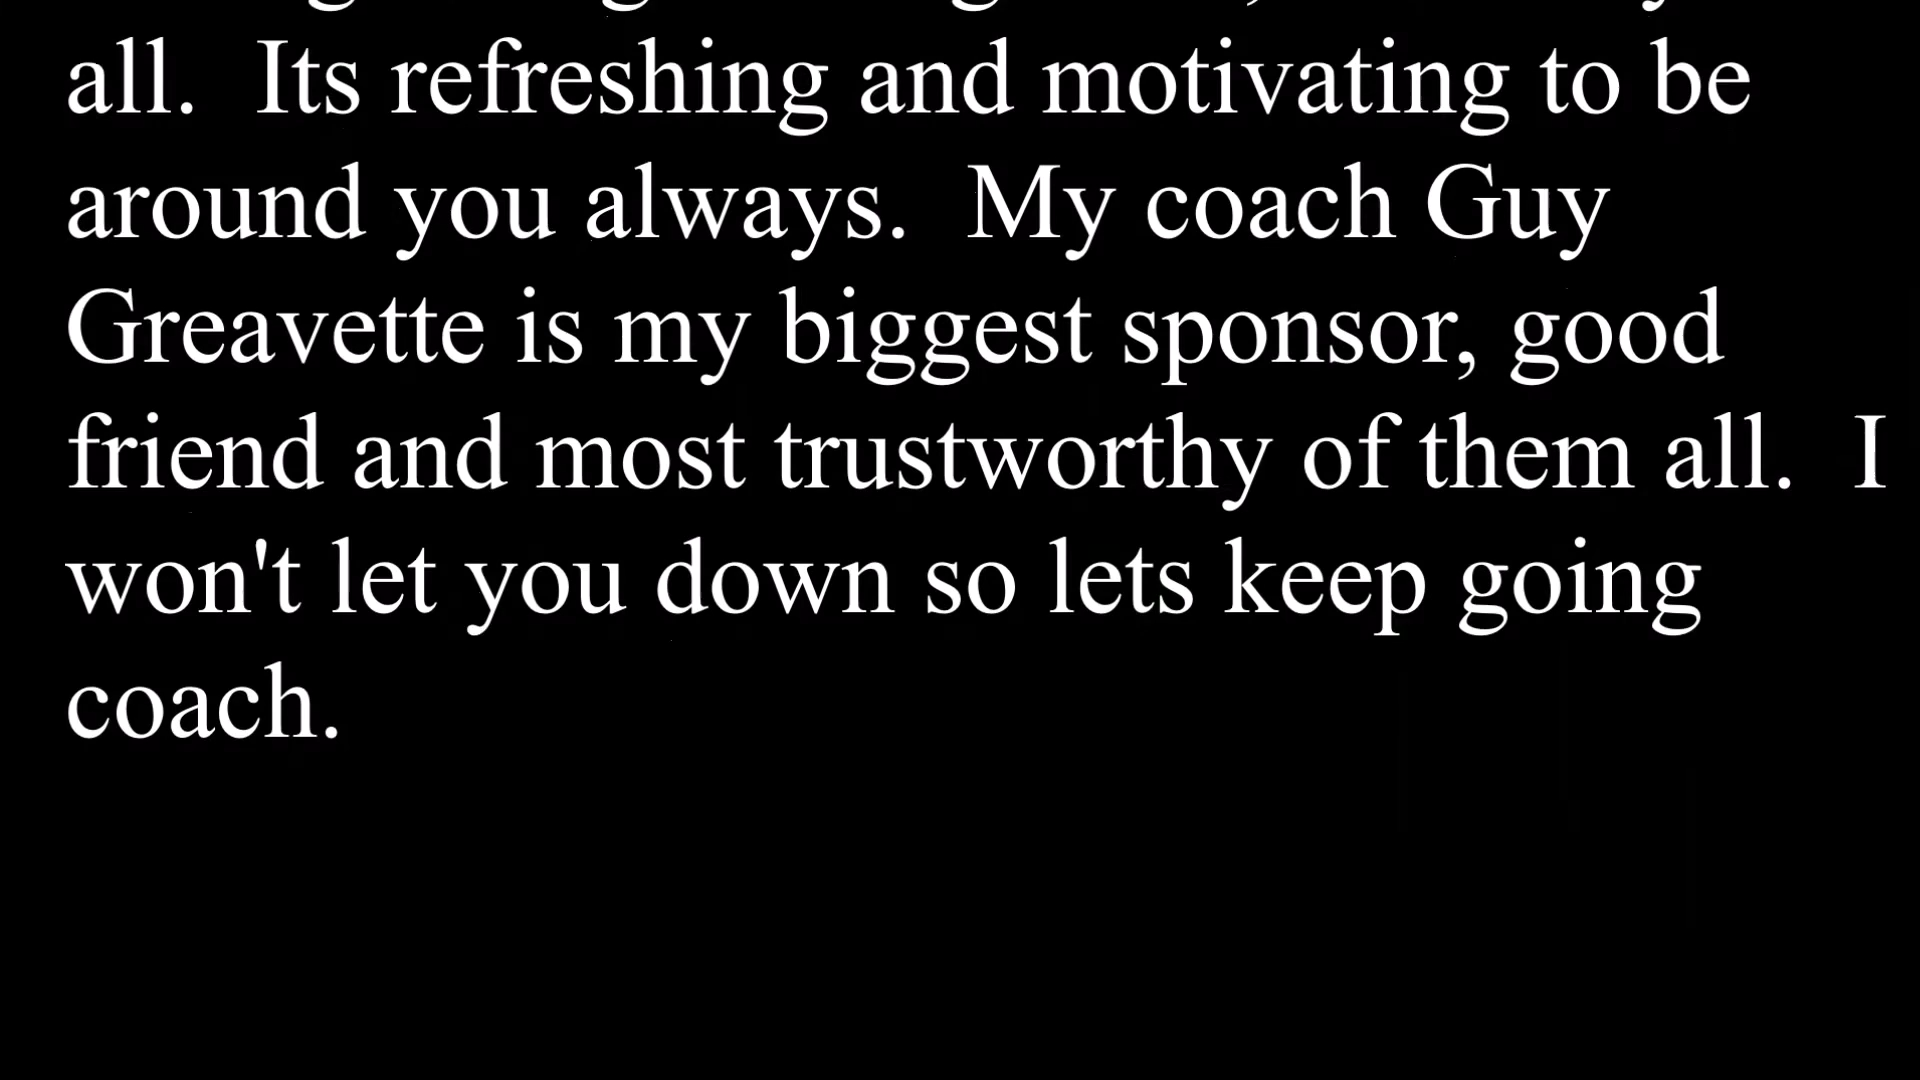 all.  Its refreshing and motivating to be
around you always.  My coach Guy
Greavette is my biggest sponsor, good
friend and most trustworthy of them all.  I
won't let you down so lets keep going
coach.